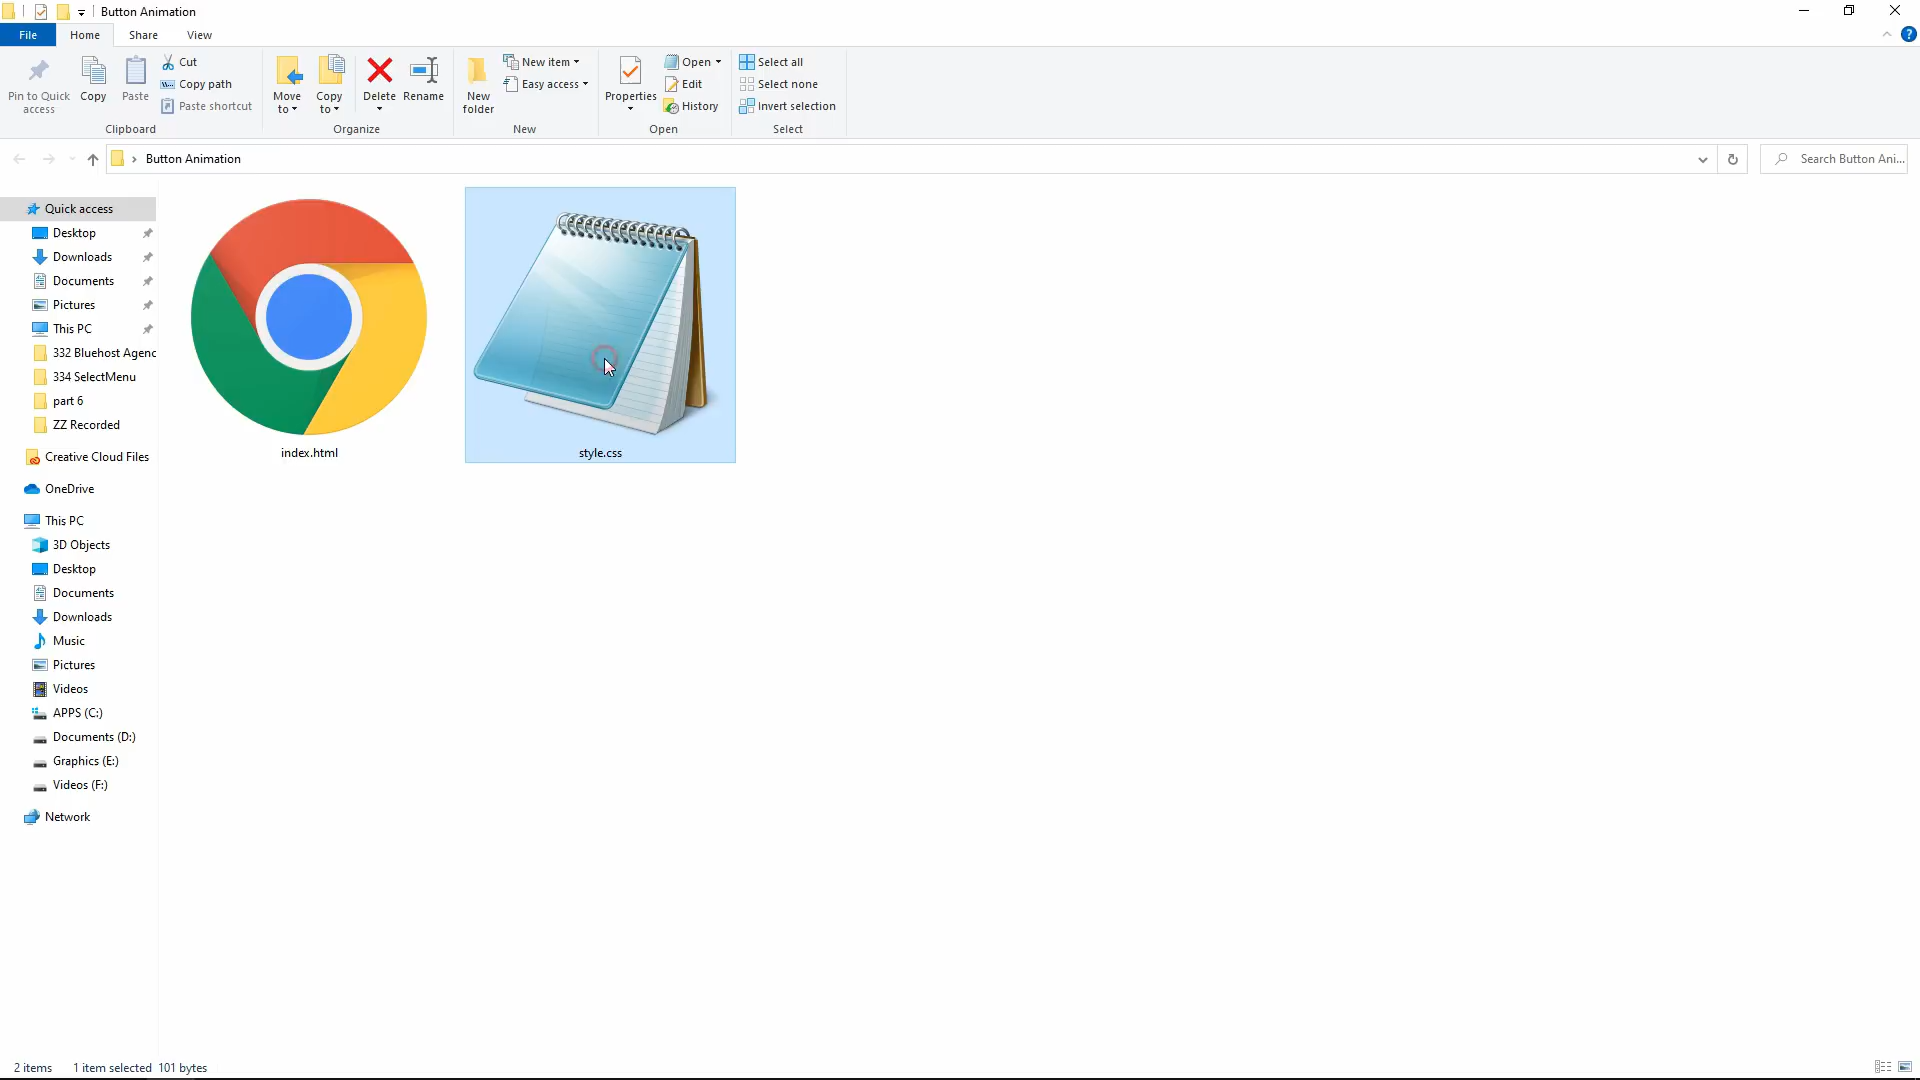 Button Animation
File Home Share View
Pin to Quick access
Copy
Paste
Cut
Copy path
Paste shortcut
Clipboard
Move to
Copy to
Delete
Rename
Organize
New folder
New item
Easy access
New
Properties
Open
Edit
History
Open
Select all
Select none
Invert selection
Select
Button Animation
Search Button Ani...
Quick access
Desktop
Downloads
Documents
Pictures
This PC
332 Bluehost Agenc
334 SelectMenu
part 6
ZZ Recorded
Creative Cloud Files
OneDrive
This PC
3D Objects
Desktop
Documents
Downloads
Music
Pictures
Videos
APPS (C:)
Documents (D:)
Graphics (E:)
Videos (F:)
Network
index.html
style.css
2 items 1 item selected 101 bytes